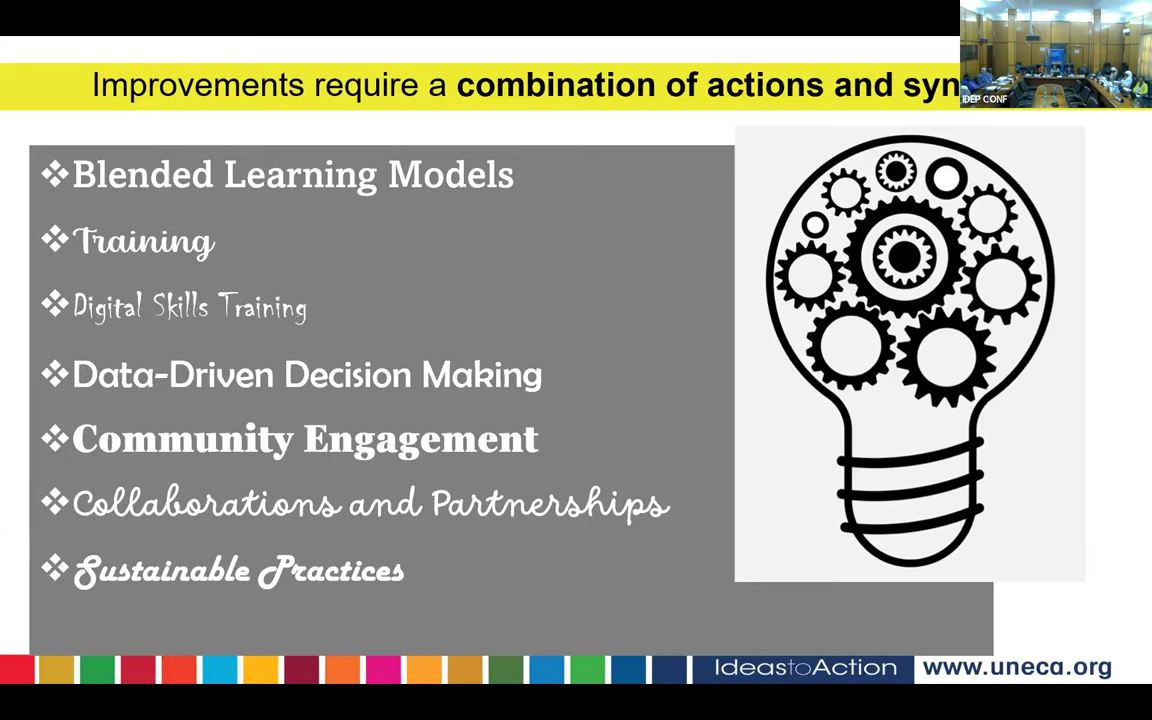 Improvements require a combination of actions and syn
IDEP CONF
❖Blended Learning Models
❖Training
❖Digital Skills Training
❖Data-Driven Decision Making
❖Community Engagement
❖Collaborations and Partnerships
❖Sustainable Practices
IdeastoAction
www.uneca.org